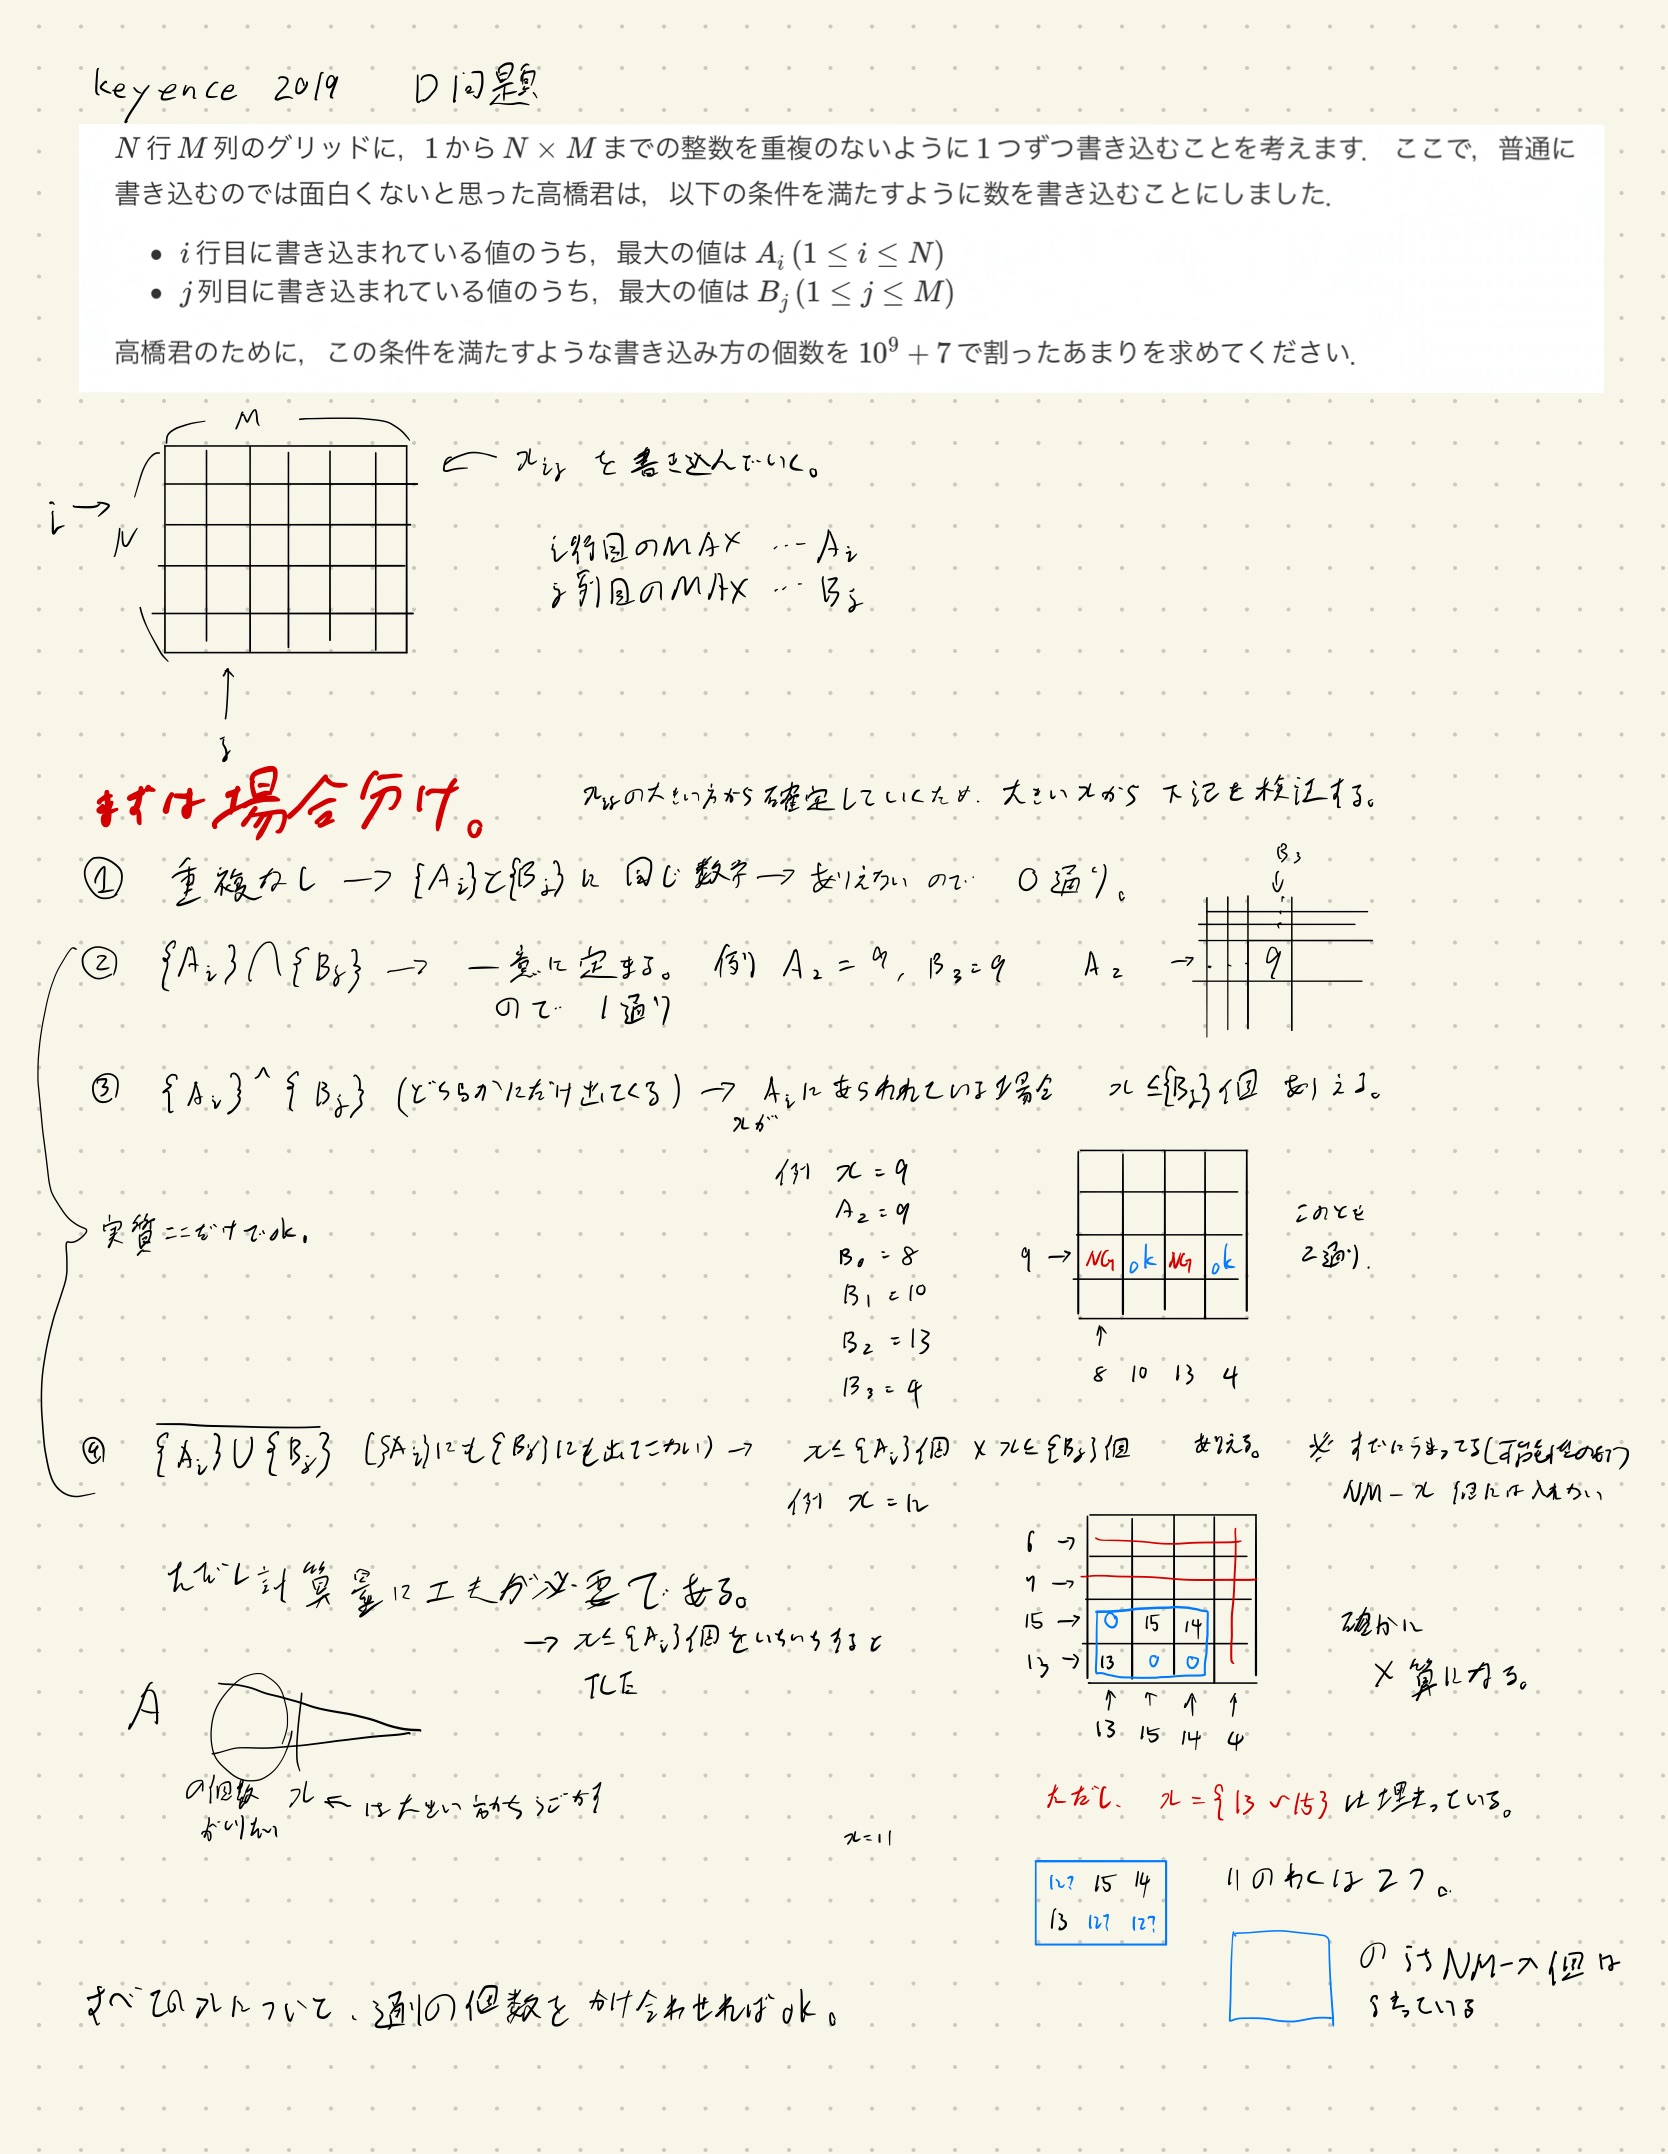 keyence 2019 D問題
N 行 M 列のグリッドに，1 から N × M までの整数を重複のないように 1 つずつ書き込むことを考えます． ここで，普通に
書き込むのでは面白くないと思った高橋君は，以下の条件を満たすように数を書き込むことにしました．
• i 行目に書き込まれている値のうち，最大の値は A_i (1 ≤ i ≤ N)
• j 列目に書き込まれている値のうち，最大の値は B_j (1 ≤ j ≤ M)
高橋君のために，この条件を満たすような書き込み方の個数を 10^9 + 7 で割ったあまりを求めてください．
M
← x_ij を書き込んでいく。
i →
N
i行目のMAX … A_i
j列目のMAX … B_j
↑
j
まずは場合分け。
x_ijの大きい方から確定していくため、大きいxから下記を検証する。
① 重複なし → {A_i}と{B_j}に同じ数字 → ありえないので 0通り。
B_3
↓
② {A_i}∩{B_j} → 一意に定まる。 例) A_2 = 9, B_3 = 9
ので 1通り
A_2 → 9
③ {A_i}^{B_j} (どちらかにだけ出てくる) → A_iにあらわれている場合 x≤{B_j}個 ありえる。
xが
例 x = 9
A_2 = 9
B_0 = 8
B_1 = 10
B_2 = 13
B_3 = 4
9 → NG ok NG ok
↑
8 10 13 4
このとき
2通り.
実質ここだけでok.
④ {A_i}∪{B_j} ({A_i}にも{B_j}にも出てこない) → x≤{A_i}個 × x≤{B_j}個 ありえる。
※ すでにうまってる(可能性の
NM-x 個には入れない
例 x = 12
6 →
7 →
15 → 0 15 14
13 → 13 0 0
↑ ↑ ↑ ↑
13 15 14 4
確かに
×算になる。
ただし計算量に工夫が必要である。
→ x≤{A_i}個をいちいちすると
TLE
A
の個数
がいりたい
x ← は大きい方からうごかす
ただし、 x={13〜15}は埋まっている。
x=11
12? 15 14
13 12? 12?
11のわくは2つ。
のうちNM-x個は
うまっている
すべてのxについて、通りの個数をかけ合わせればok。